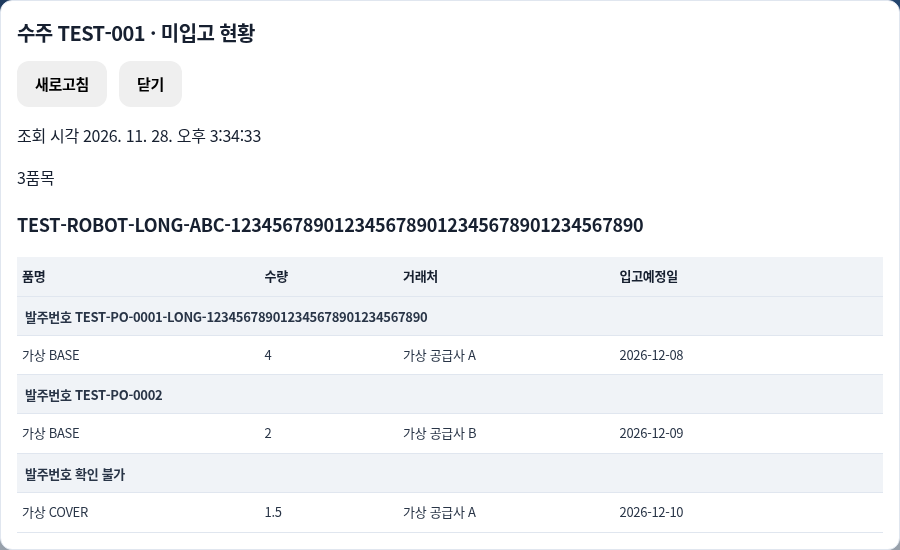 수주 TEST-001 · 미입고 현황
새로고침 닫기
조회 시각 2026. 11. 28. 오후 3:34:33
3품목
TEST-ROBOT-LONG-ABC-1234567890123456789012345678901234567890
품명 수량 거래처 입고예정일
발주번호 TEST-PO-0001-LONG-123456789012345678901234567890
가상 BASE 4 가상 공급사 A 2026-12-08
발주번호 TEST-PO-0002
가상 BASE 2 가상 공급사 B 2026-12-09
발주번호 확인 불가
가상 COVER 1.5 가상 공급사 A 2026-12-10